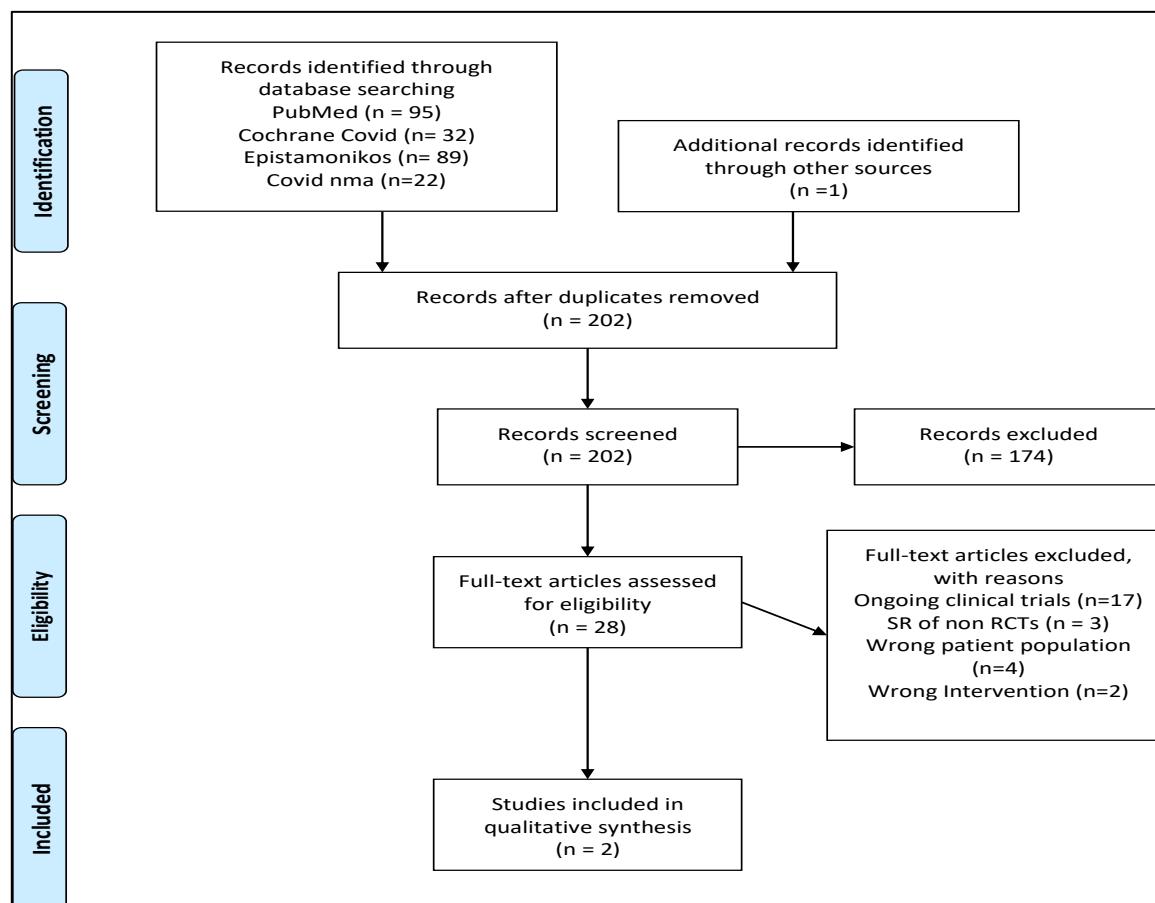 Identification
Records identified through
database searching
PubMed (n = 95)
Cochrane Covid (n= 32)
Epistamonikos (n= 89)
Covid nma (n=22)
Additional records identified
through other sources
(n =1)
Records after duplicates removed
(n = 202)
Screening
Records screened
(n = 202)
Records excluded
(n = 174)
Eligibility
Full-text articles assessed
for eligibility
(n = 28)
Full-text articles excluded,
with reasons
Ongoing clinical trials (n=17)
SR of non RCTs (n = 3)
Wrong patient population
(n=4)
Wrong Intervention (n=2)
Included
Studies included in
qualitative synthesis
(n = 2)